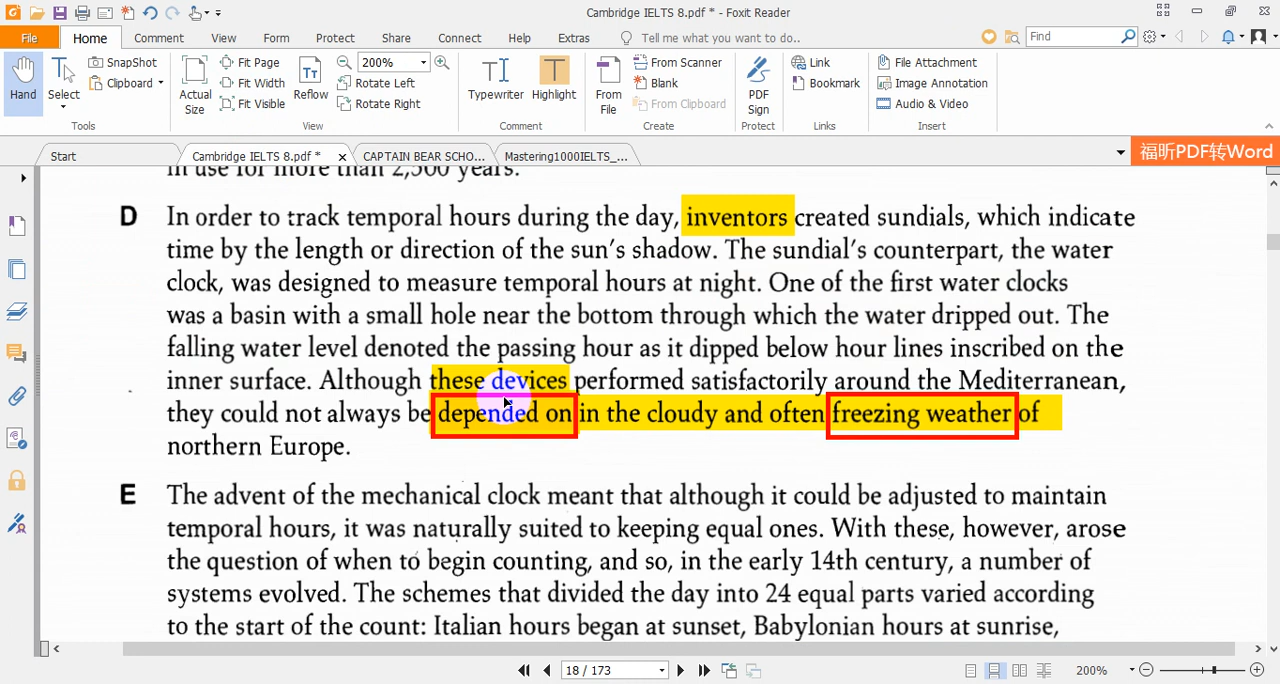 Cambridge IELTS 8.pdf * - Foxit Reader
File Home Comment View Form Protect Share Connect Help Extras Tell me what you want to do.. Find
Hand
Select
SnapShot
Clipboard
Tools
Actual Size
Fit Page
Fit Width
Fit Visible
Reflow
200%
Rotate Left
Rotate Right
View
Typewriter
Highlight
Comment
From File
From Scanner
Blank
From Clipboard
Create
PDF Sign
Protect
Link
Bookmark
Links
File Attachment
Image Annotation
Audio & Video
Insert
Start
Cambridge IELTS 8.pdf *
CAPTAIN BEAR SCHO...
Mastering1000IELTS_...
福昕PDF转Word
in use for more than 2,500 years.
D In order to track temporal hours during the day, inventors created sundials, which indicate
time by the length or direction of the sun's shadow. The sundial's counterpart, the water
clock, was designed to measure temporal hours at night. One of the first water clocks
was a basin with a small hole near the bottom through which the water dripped out. The
falling water level denoted the passing hour as it dipped below hour lines inscribed on the
inner surface. Although these devices performed satisfactorily around the Mediterranean,
they could not always be depended on in the cloudy and often freezing weather of
northern Europe.
E The advent of the mechanical clock meant that although it could be adjusted to maintain
temporal hours, it was naturally suited to keeping equal ones. With these, however, arose
the question of when to begin counting, and so, in the early 14th century, a number of
systems evolved. The schemes that divided the day into 24 equal parts varied according
to the start of the count: Italian hours began at sunset, Babylonian hours at sunrise,
18 / 173
200%